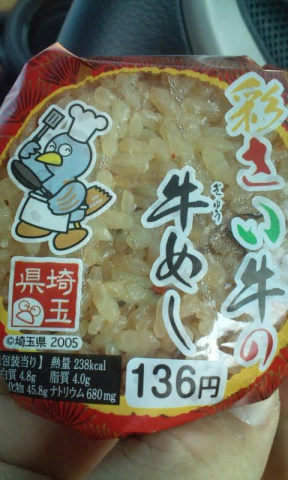 彩さい牛の
ぎゅう
牛めし
埼玉
県
©埼玉県 2005
包装当り】 熱量 238kcal
白質 4.8g 脂質 4.0g
化物 45.8g ナトリウム 680mg
136円